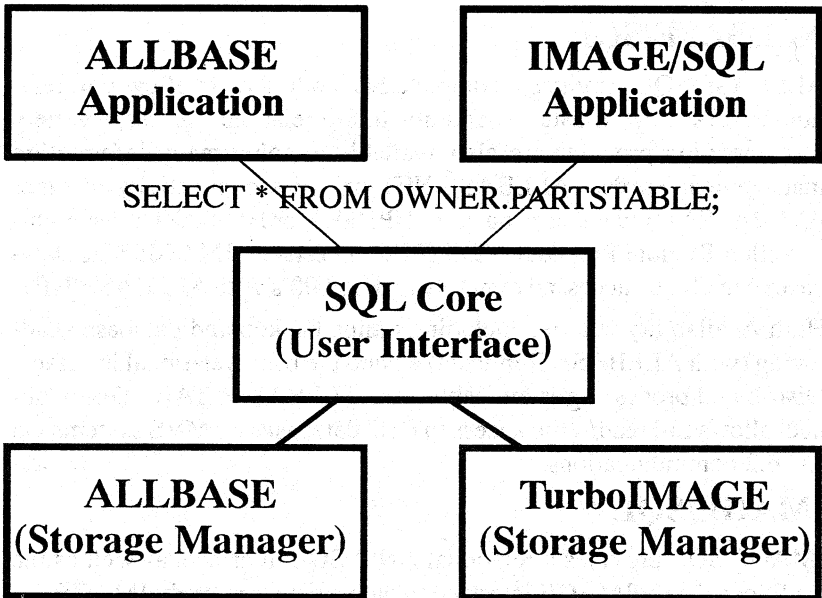 ALLBASE
Application
IMAGE/SQL
Application
SELECT * FROM OWNER.PARTSTABLE;
SQL Core
(User Interface)
ALLBASE
(Storage Manager)
TurboIMAGE
(Storage Manager)